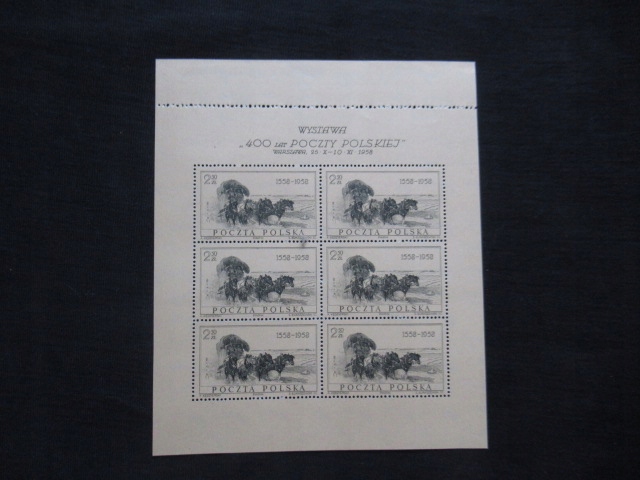 WYSTAWA
„400 LAT POCZTY POLSKIEJ"
WARSZAWA, 25 X-10 XI 1958
2.50 ZŁ 1558-1958 2.50 ZŁ 1558-1958
POCZTA POLSKA POCZTA POLSKA
2.50 ZŁ 1558-1958 2.50 ZŁ 1558-1958
POCZTA POLSKA POCZTA POLSKA
2.50 ZŁ 1558-1958 2.50 ZŁ 1558-1958
POCZTA POLSKA POCZTA POLSKA